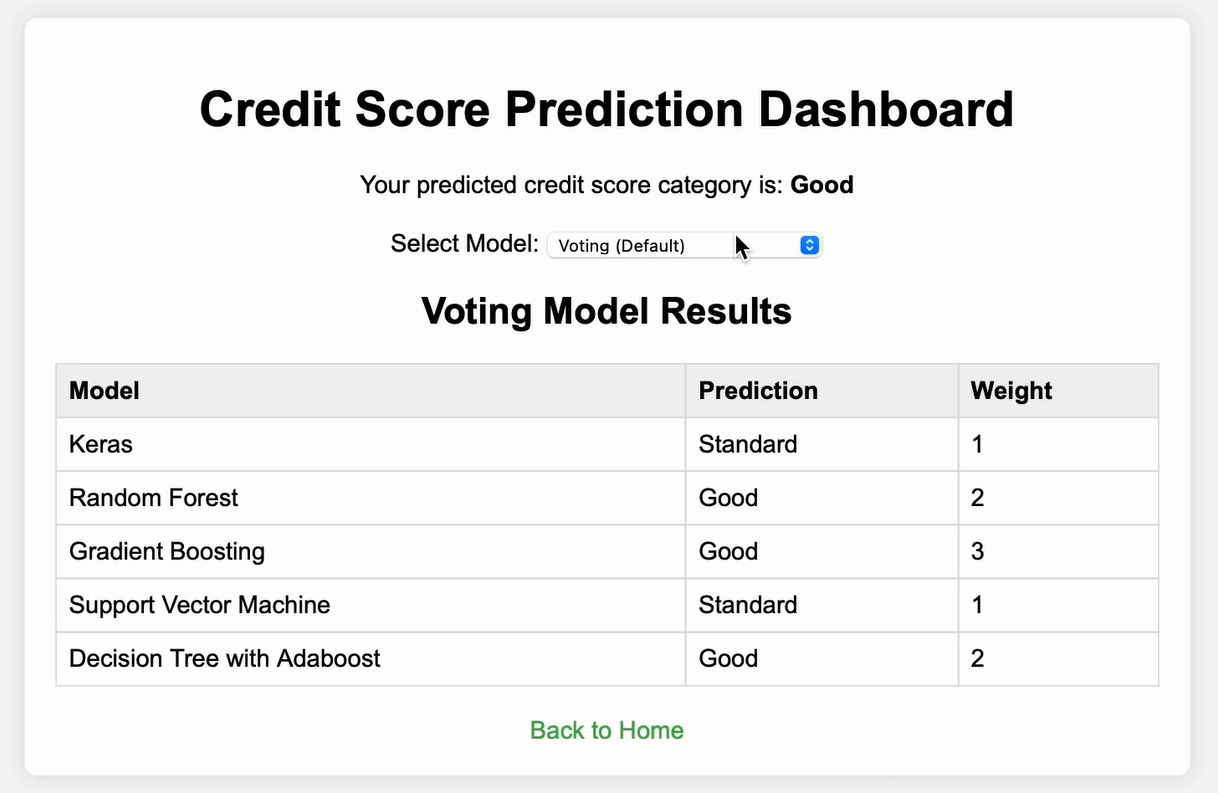 Credit Score Prediction Dashboard
Your predicted credit score category is: Good
Select Model: Voting (Default)
Voting Model Results
Model Prediction Weight
Keras Standard 1
Random Forest Good 2
Gradient Boosting Good 3
Support Vector Machine Standard 1
Decision Tree with Adaboost Good 2
Back to Home